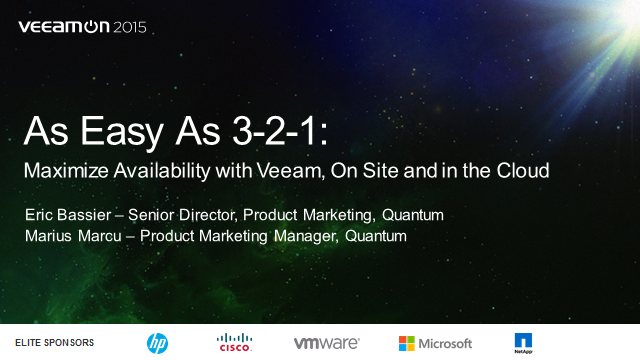 veeamON 2015
As Easy As 3-2-1:
Maximize Availability with Veeam, On Site and in the Cloud
Eric Bassier – Senior Director, Product Marketing, Quantum
Marius Marcu – Product Marketing Manager, Quantum
ELITE SPONSORS hp CISCO. vmware® Microsoft NetApp